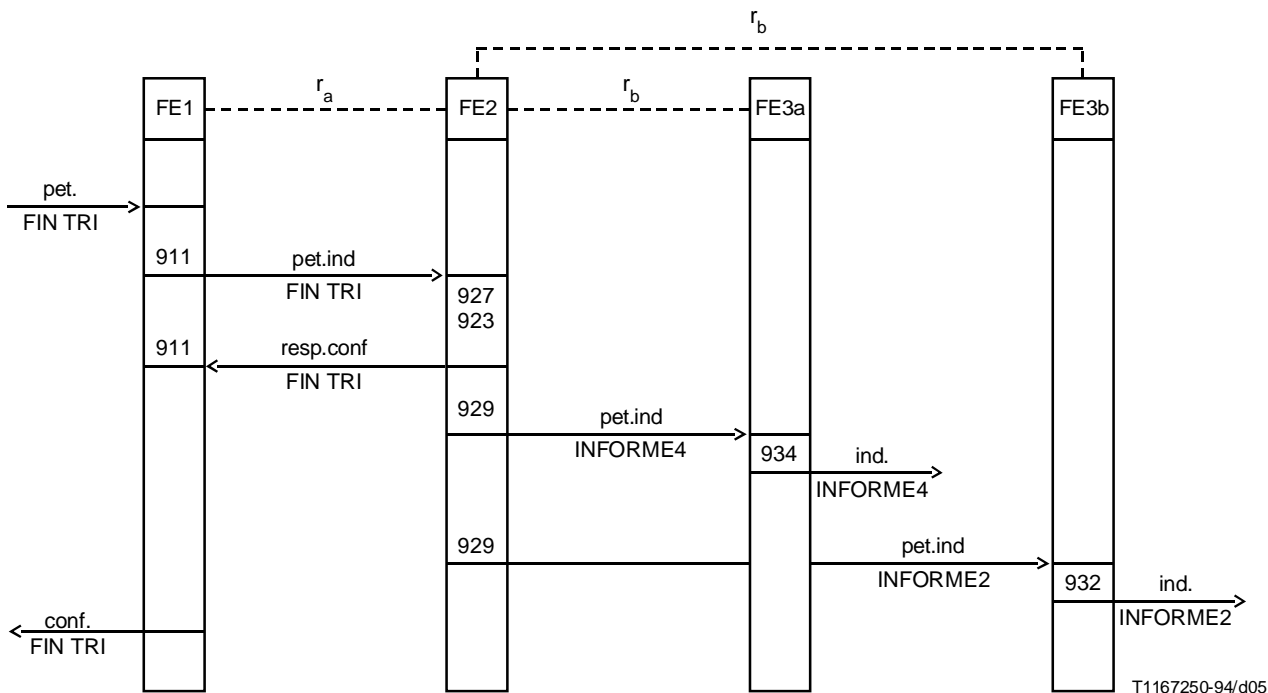 r_b
r_a
r_b
FE1
FE2
FE3a
FE3b
pet.
FIN TRI
911
pet.ind
FIN TRI
927
923
911
resp.conf
FIN TRI
929
pet.ind
INFORME4
934
ind.
INFORME4
929
pet.ind
INFORME2
932
ind.
INFORME2
conf.
FIN TRI
T1167250-94/d05